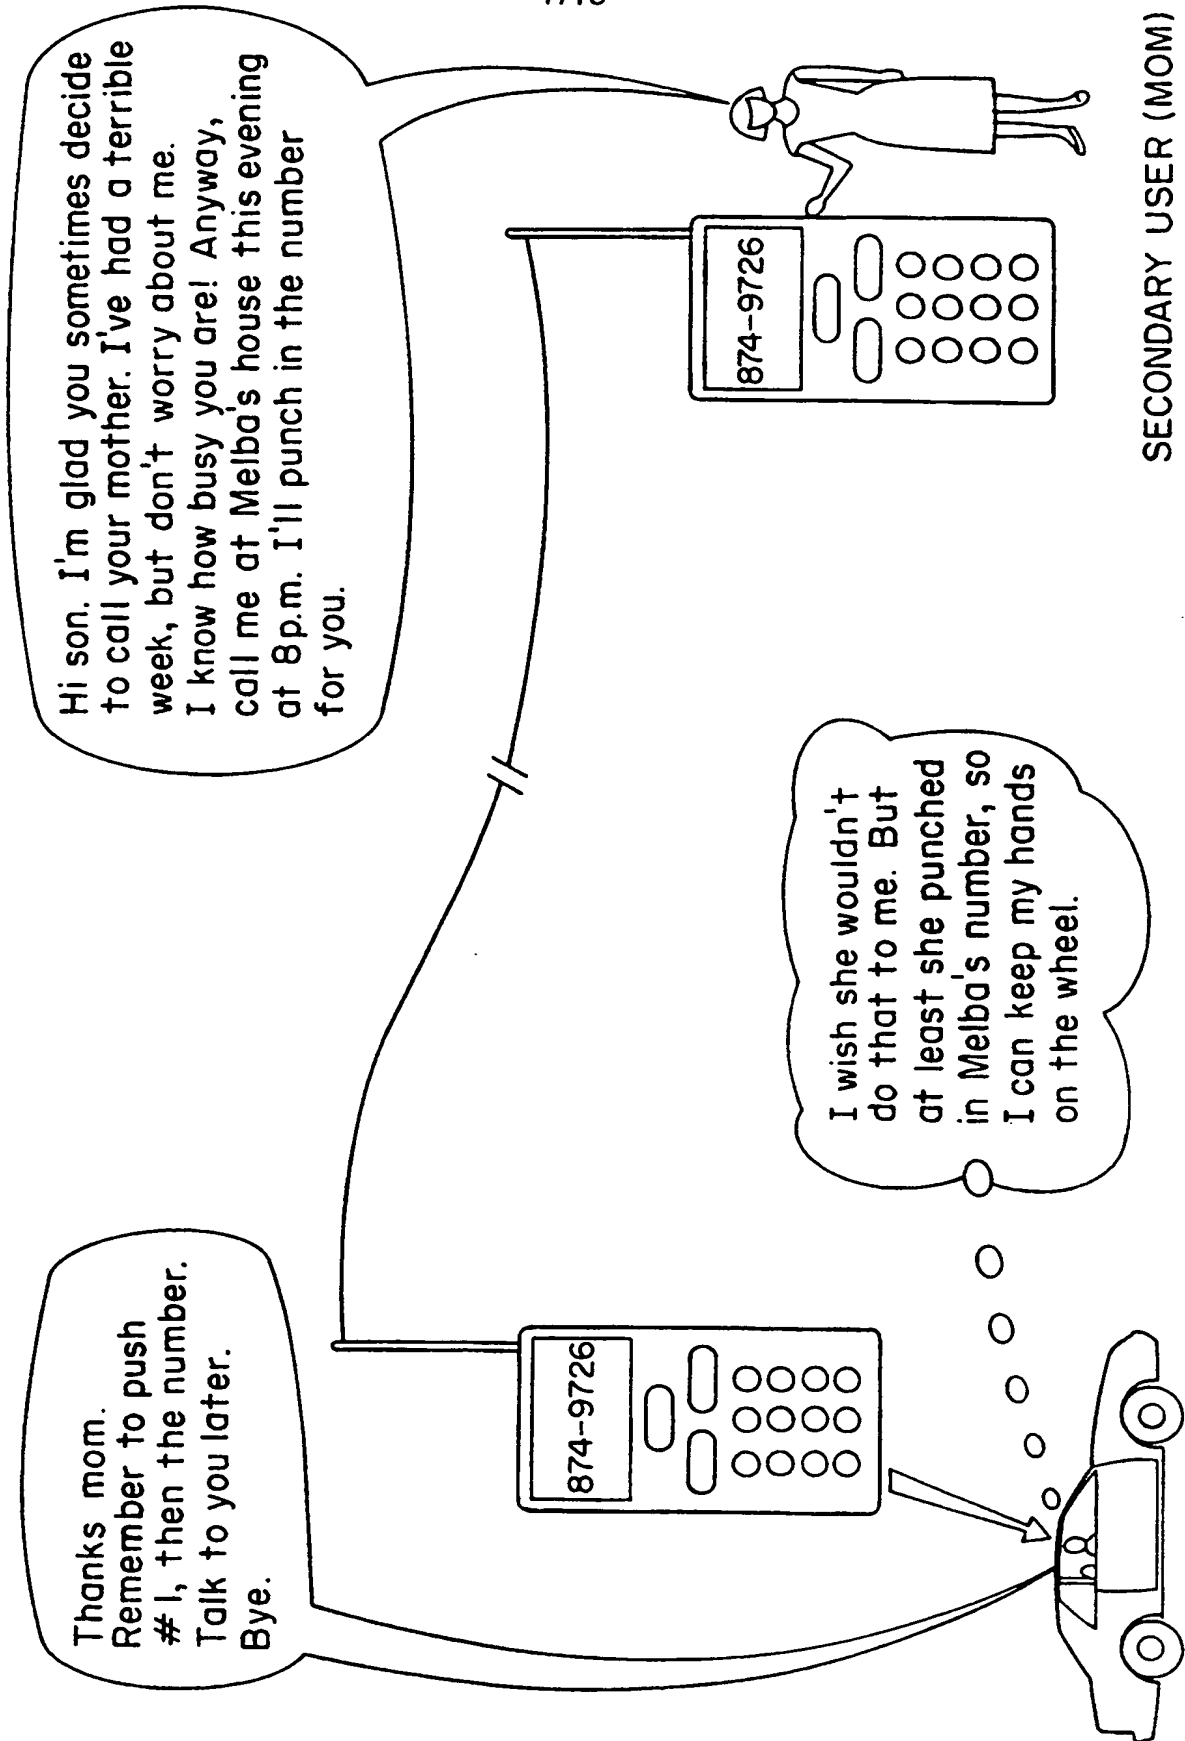 Thanks mom.
Remember to push
#1, then the number.
Talk to you later.
Bye.
Hi son. I'm glad you sometimes decide
to call your mother. I've had a terrible
week, but don't worry about me.
I know how busy you are! Anyway,
call me at Melba's house this evening
at 8p.m. I'll punch in the number
for you.
874-9726
874-9726
I wish she wouldn't
do that to me. But
at least she punched
in Melba's number, so
I can keep my hands
on the wheel.
SECONDARY USER (MOM)